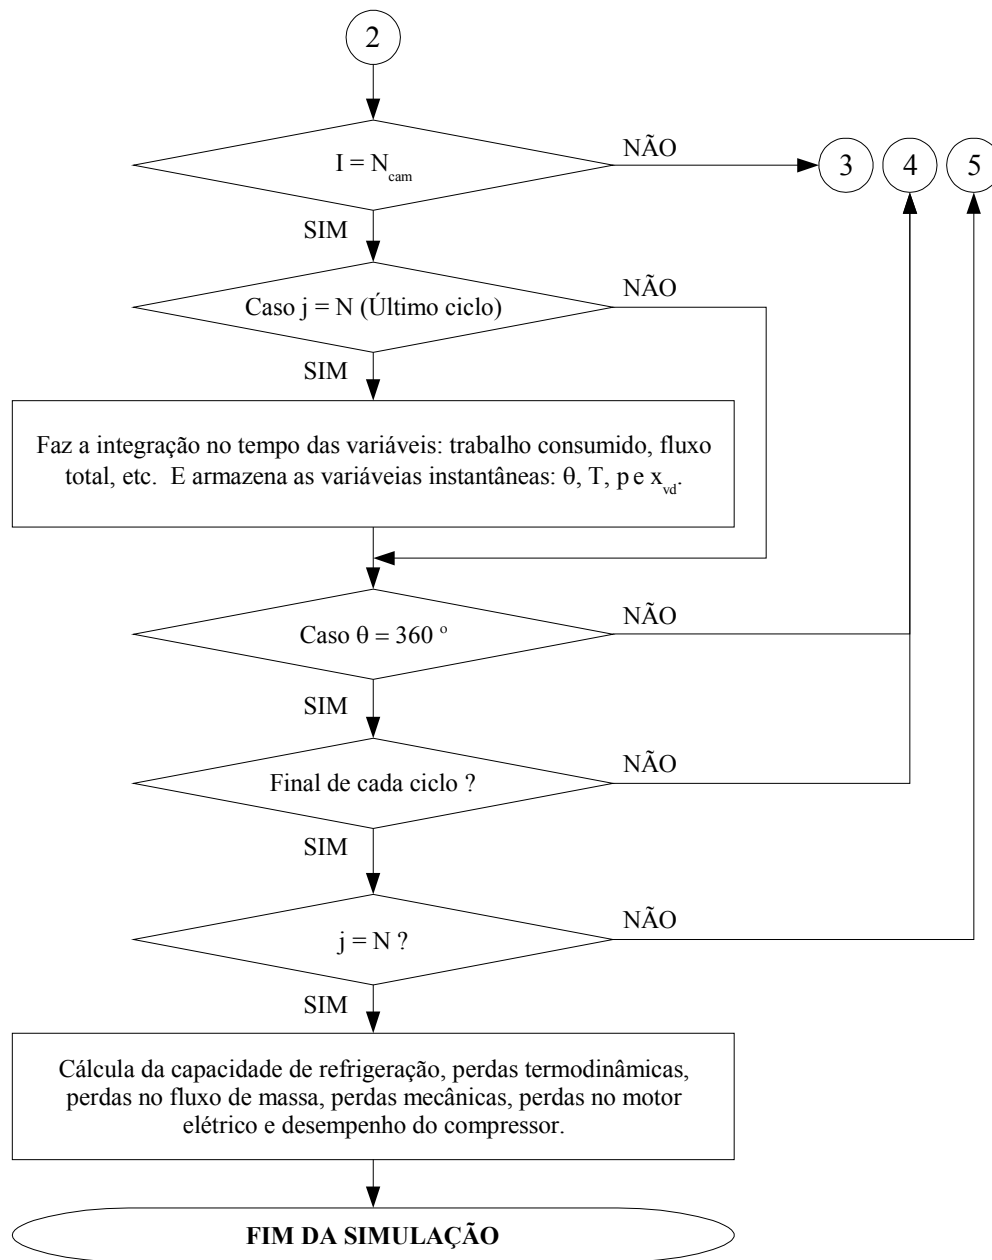 2
I = N_cam
NÃO
3
4
5
SIM
Caso j = N (Último ciclo)
NÃO
SIM
Faz a integração no tempo das variáveis: trabalho consumido, fluxo
total, etc. E armazena as variáveias instantâneas: θ, T, p e x_vd.
Caso θ = 360 º
NÃO
SIM
Final de cada ciclo ?
NÃO
SIM
j = N ?
NÃO
SIM
Cálcula da capacidade de refrigeração, perdas termodinâmicas,
perdas no fluxo de massa, perdas mecânicas, perdas no motor
elétrico e desempenho do compressor.
FIM DA SIMULAÇÃO